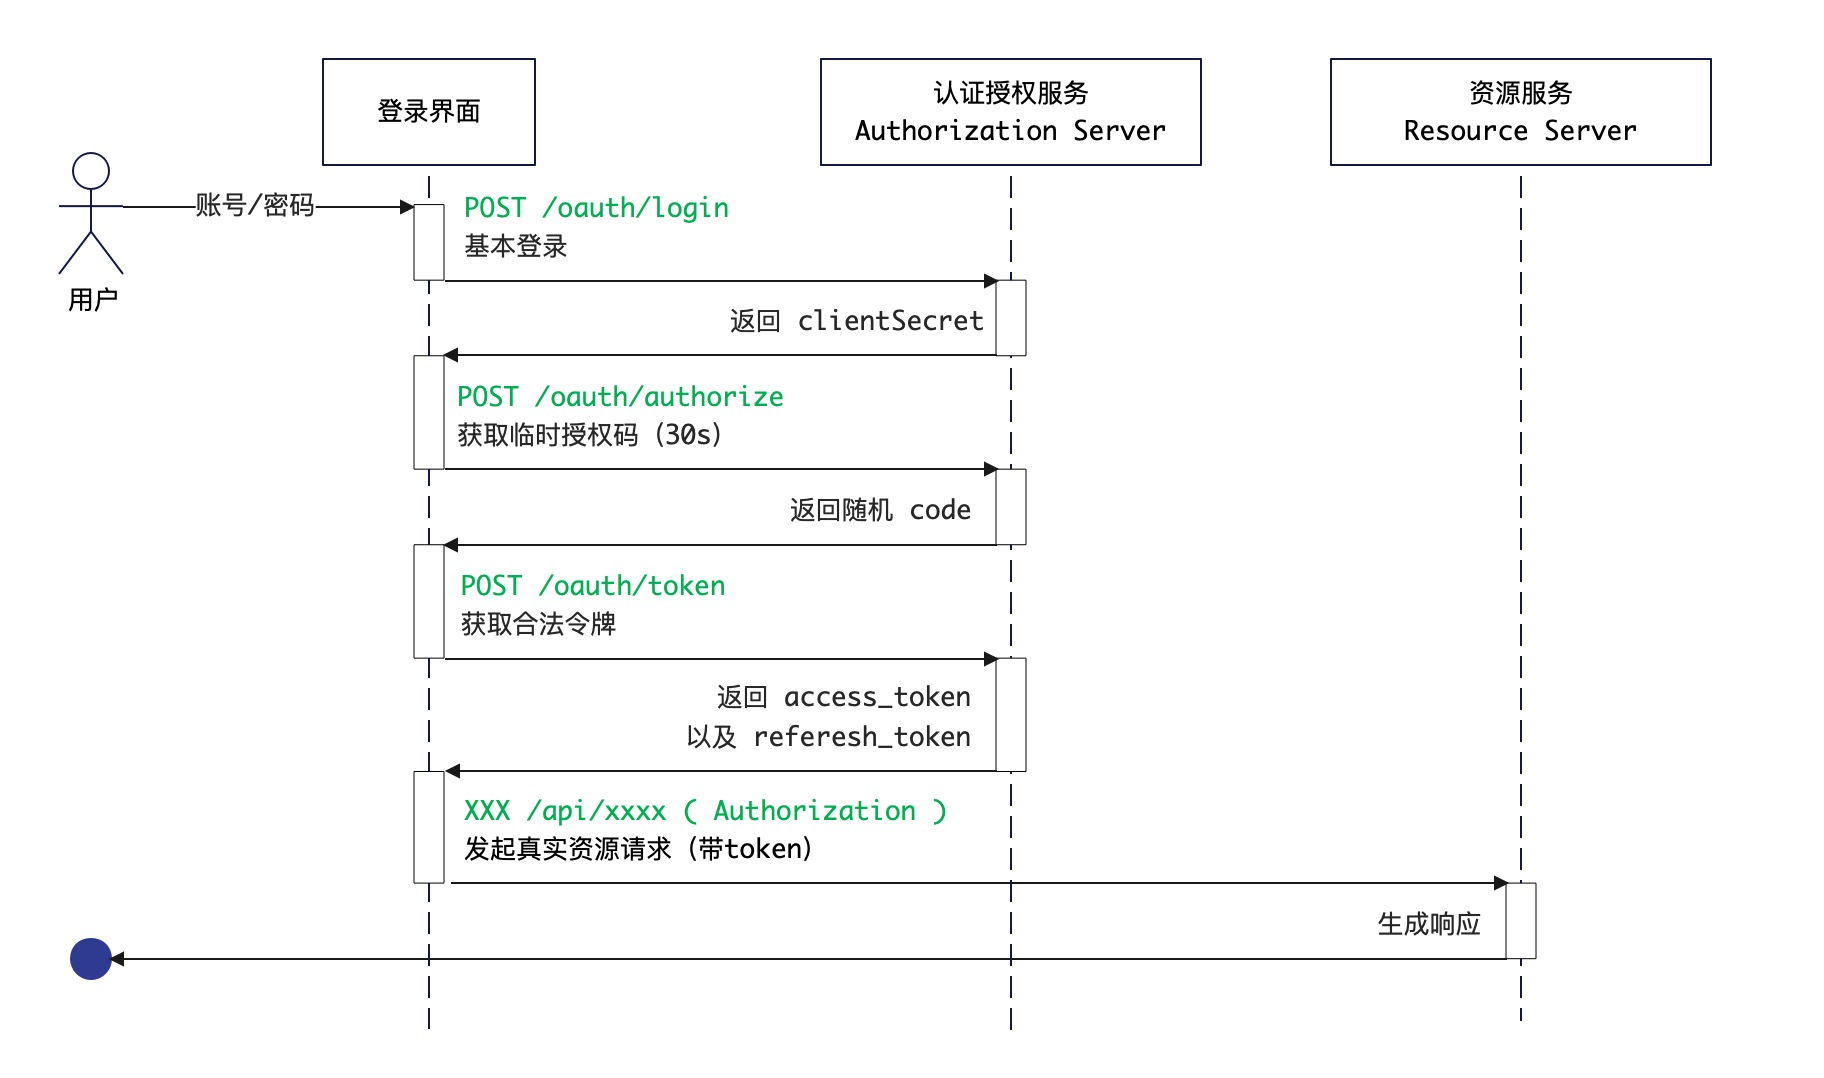 登录界面
认证授权服务
Authorization Server
资源服务
Resource Server
账号/密码
用户
POST /oauth/login
基本登录
返回 clientSecret
POST /oauth/authorize
获取临时授权码（30s）
返回随机 code
POST /oauth/token
获取合法令牌
返回 access_token
以及 referesh_token
XXX /api/xxxx ( Authorization )
发起真实资源请求（带token）
生成响应